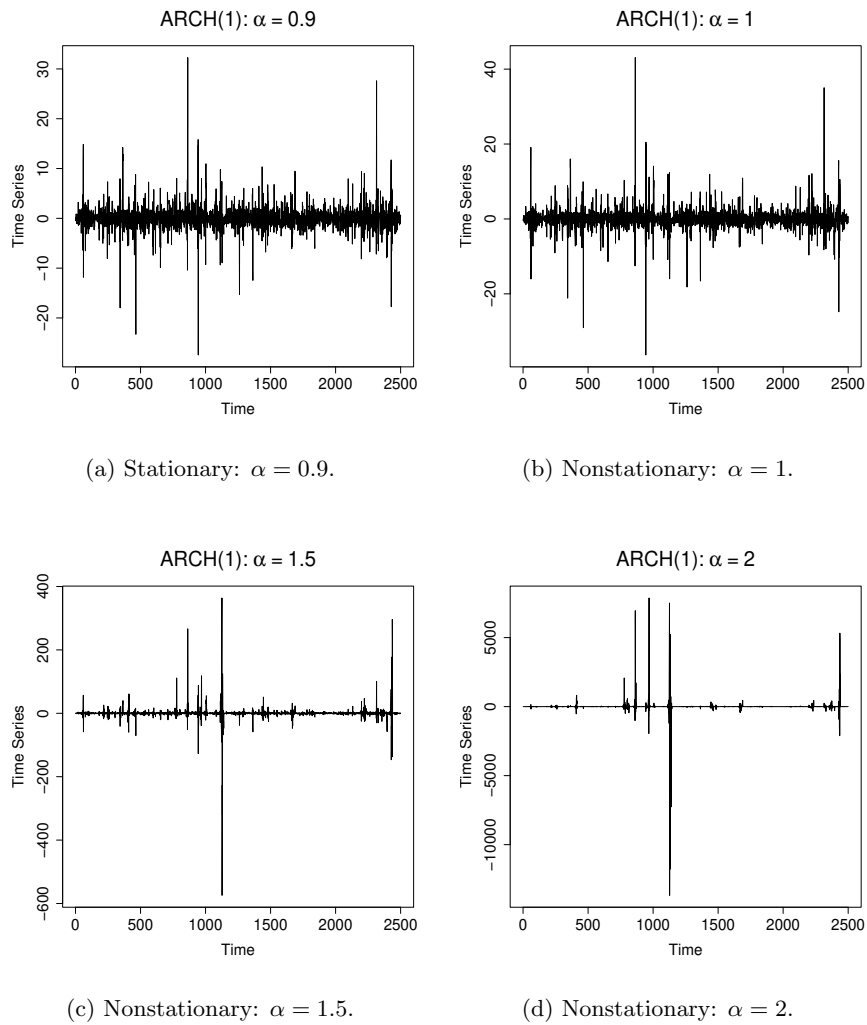 ARCH(1): α = 0.9
ARCH(1): α = 1
Time Series
30
20
10
0
−10
−20
0 500 1000 1500 2000 2500
Time
Time Series
40
20
0
−20
0 500 1000 1500 2000 2500
Time
(a) Stationary: α = 0.9.
(b) Nonstationary: α = 1.
ARCH(1): α = 1.5
ARCH(1): α = 2
Time Series
400
200
0
−200
−400
−600
0 500 1000 1500 2000 2500
Time
Time Series
5000
0
−5000
−10000
0 500 1000 1500 2000 2500
Time
(c) Nonstationary: α = 1.5.
(d) Nonstationary: α = 2.